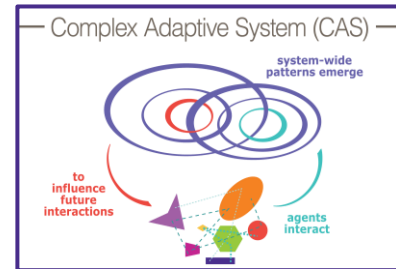 Complex Adaptive System (CAS)
system-wide
patterns emerge
to
influence
future
interactions
agents
interact